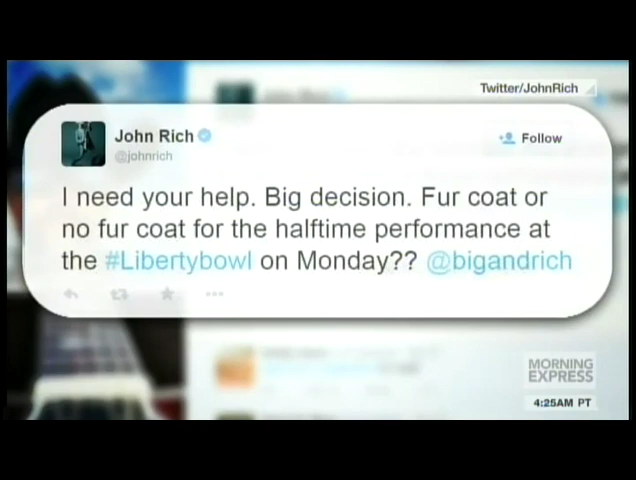 Twitter/JohnRich
John Rich
@johnrich
Follow
I need your help. Big decision. Fur coat or
no fur coat for the halftime performance at
the #Libertybowl on Monday?? @bigandrich
MORNING
EXPRESS
4:25AM PT